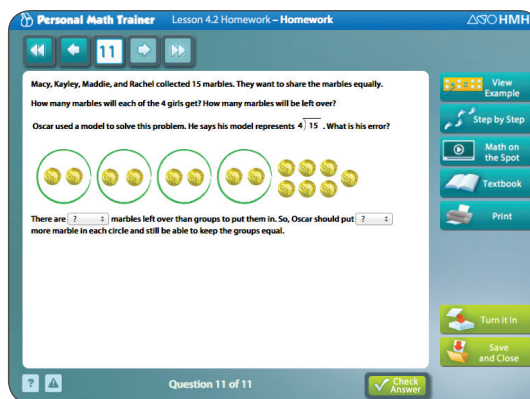 Personal Math Trainer Lesson 4.2 Homework – Homework HMH
11
Macy, Kayley, Maddie, and Rachel collected 15 marbles. They want to share the marbles equally.
How many marbles will each of the 4 girls get? How many marbles will be left over?
Oscar used a model to solve this problem. He says his model represents 4) 15 . What is his error?
There are ? marbles left over than groups to put them in. So, Oscar should put ?
more marble in each circle and still be able to keep the groups equal.
View
Example
Step by Step
Math on
the Spot
Textbook
Print
Turn it In
Save
and Close
? Question 11 of 11 Check
Answer